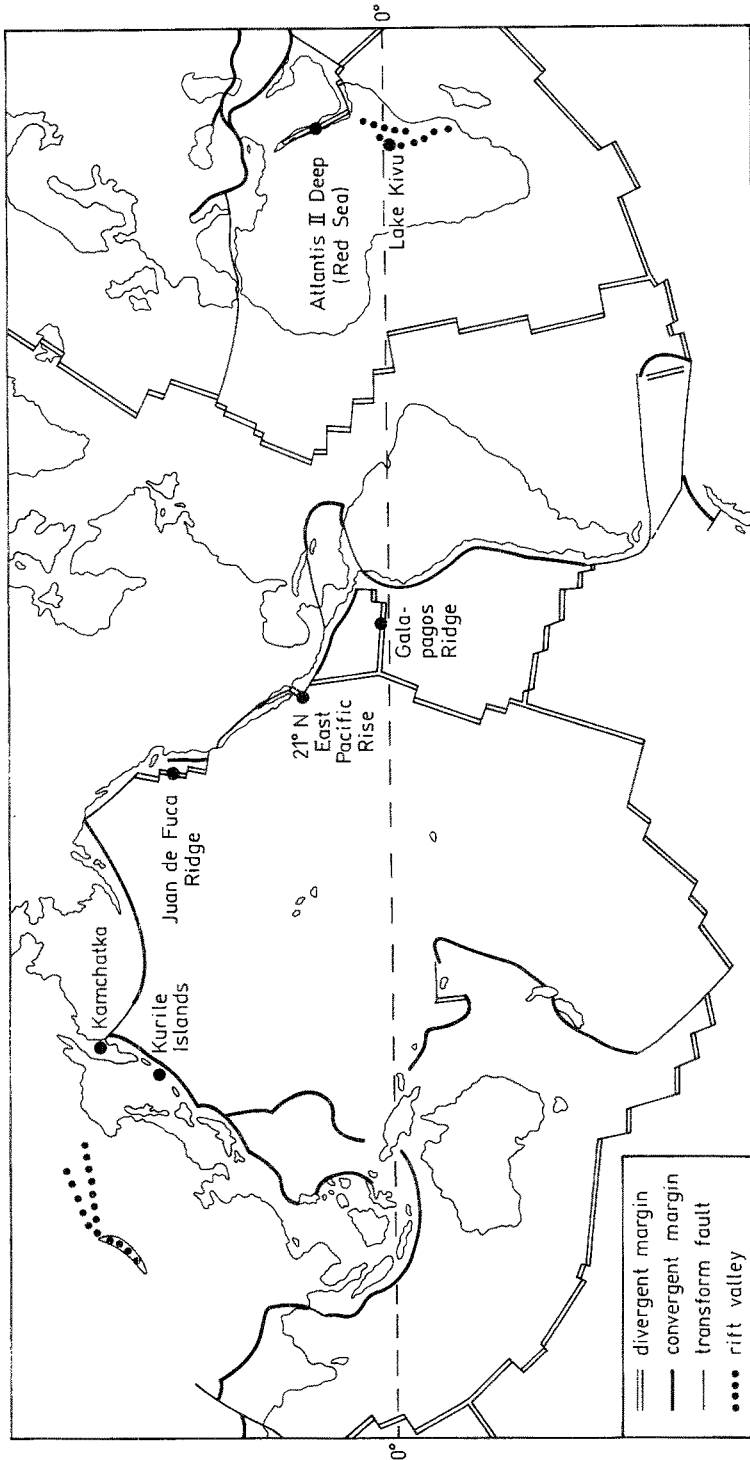 0°
Kamchatka
Kurile
Islands
Juan de Fuca
Ridge
21° N
East
Pacific
Rise
Gala-
pagos
Ridge
Atlantis II Deep
(Red Sea)
Lake Kivu
0°
divergent margin
convergent margin
transform fault
rift valley